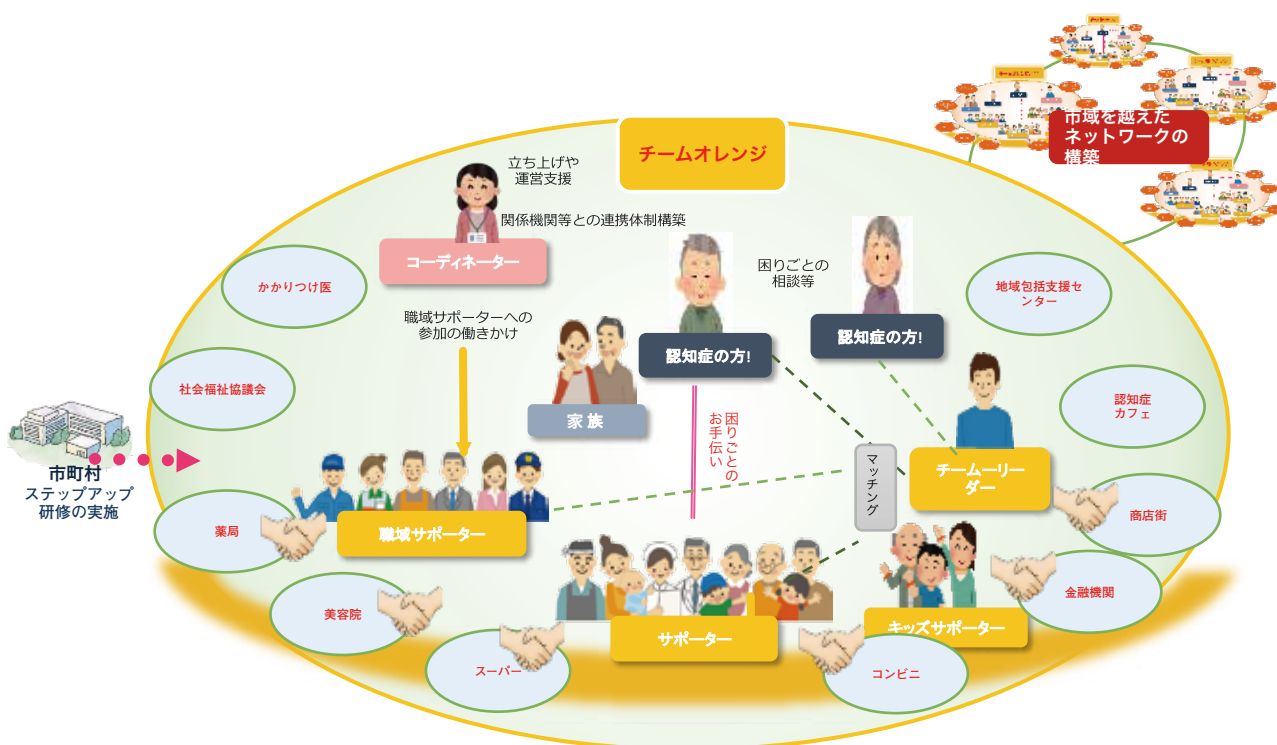 チームオレンジ
市域を越えた
ネットワークの
構築
立ち上げや
運営支援
関係機関等との連携体制構築
コーディネーター
困りごとの
相談等
かかりつけ医
地域包括支援セ
ンター
職域サポーターへの
参加の働きかけ
認知症の方!
認知症の方!
社会福祉協議会
家族
認知症
カフェ
困りごとの
お手伝い
マッチング
チームーリー
ダー
市町村
ステップアップ
研修の実施
薬局
職域サポーター
商店街
美容院
金融機関
サポーター
キッズサポーター
スーパー
コンビニ